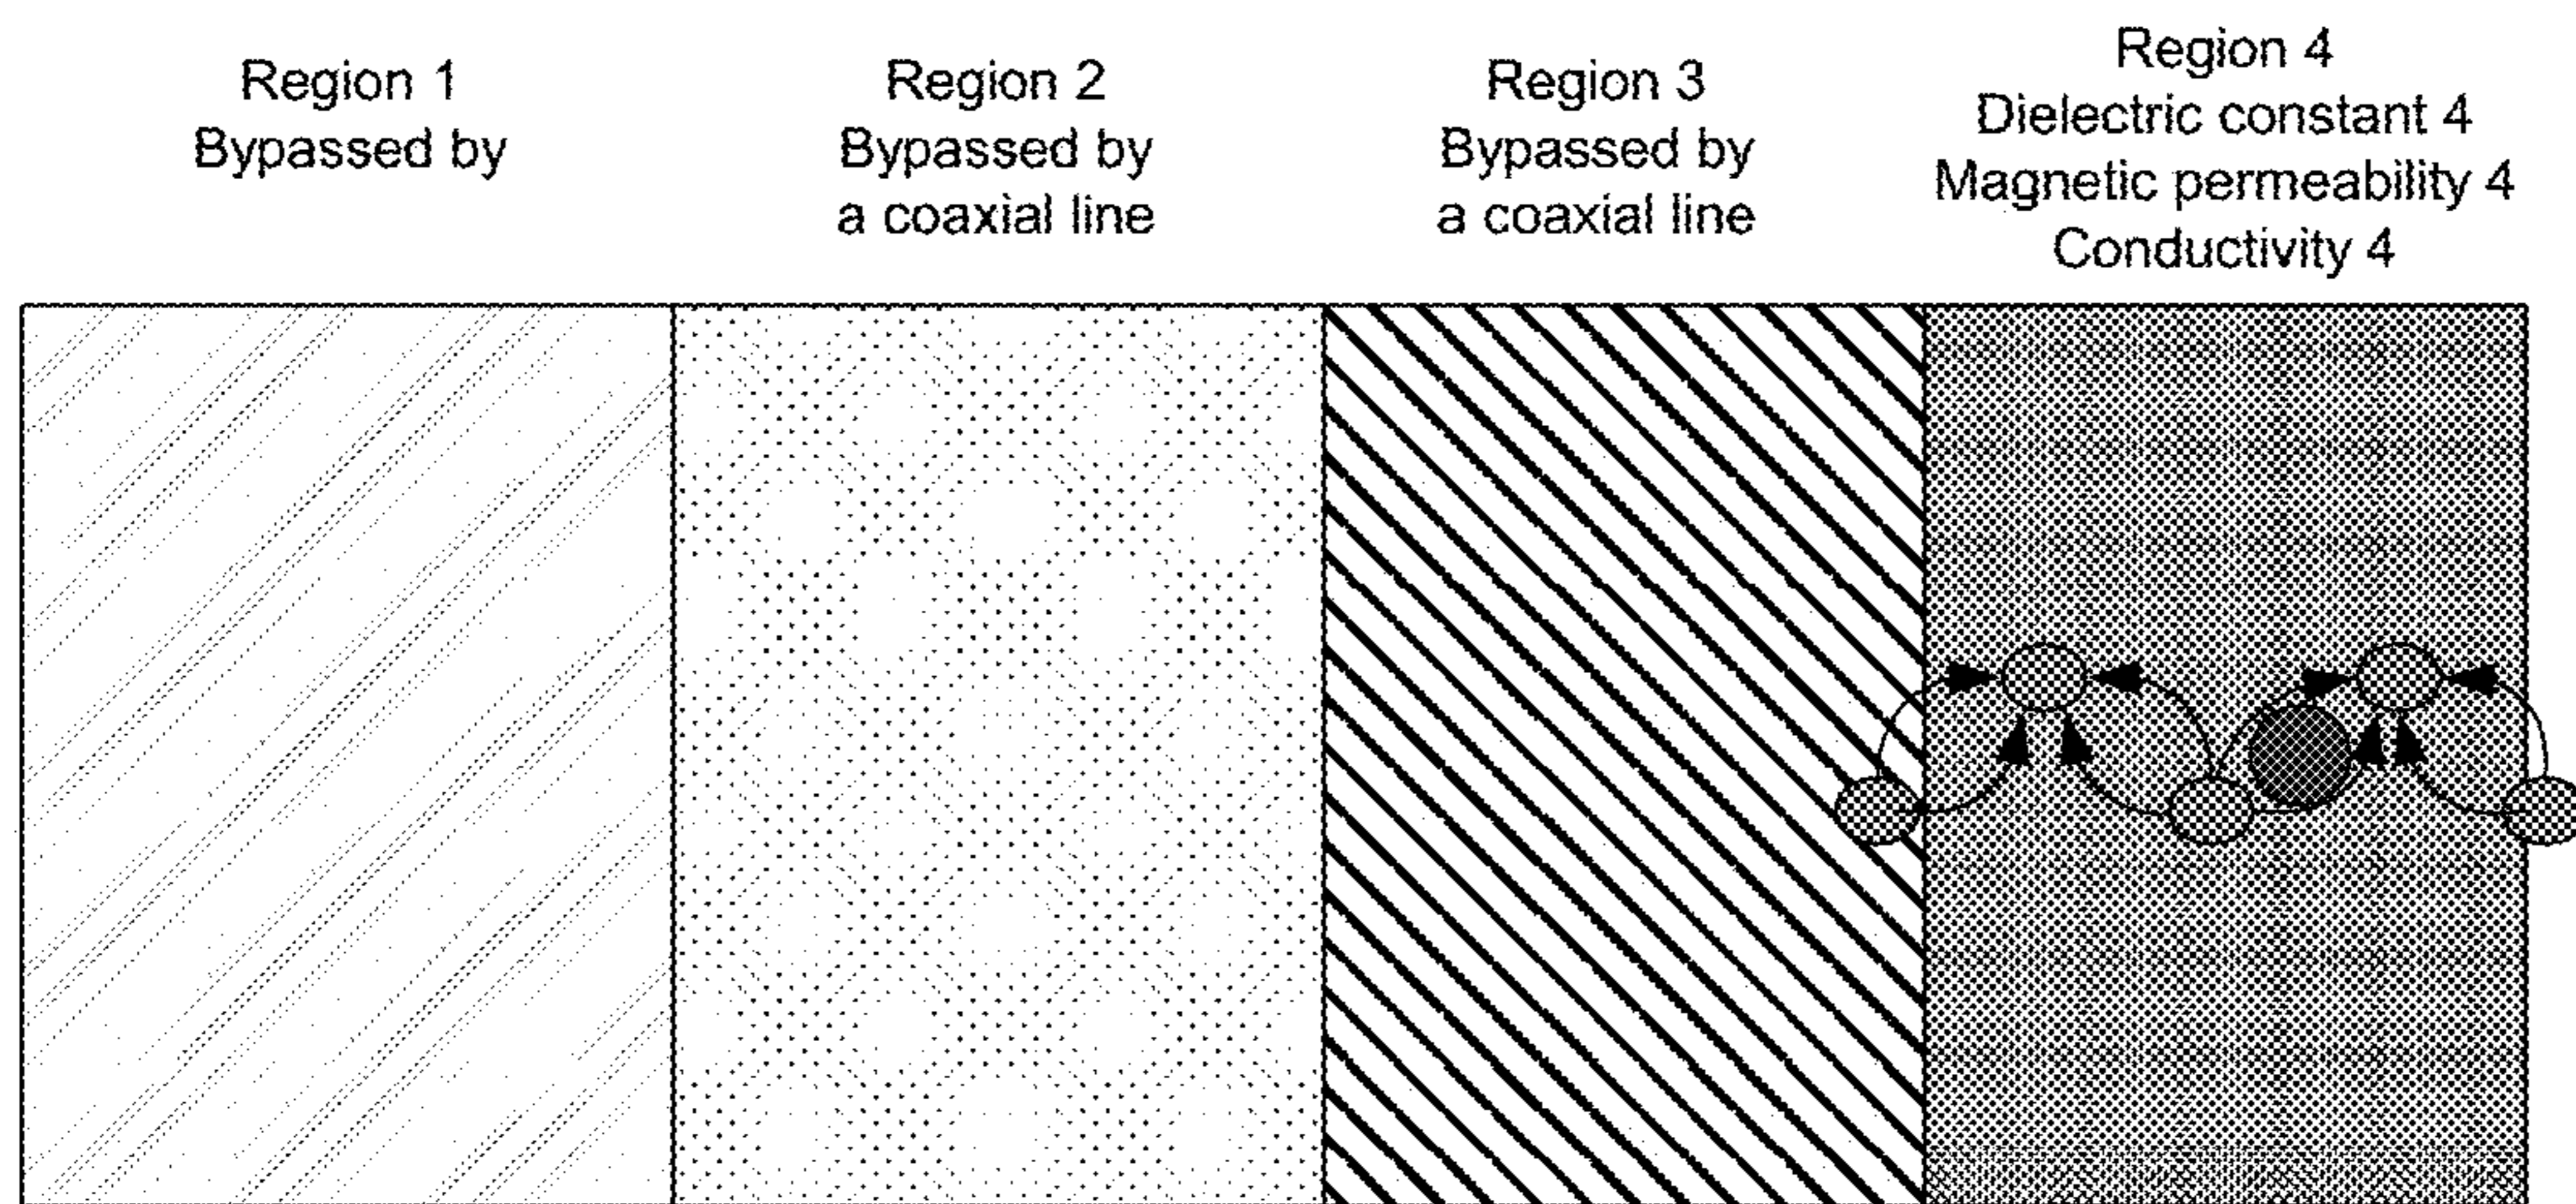 Region 1
Bypassed by
Region 2
Bypassed by
a coaxial line
Region 3
Bypassed by
a coaxial line
Region 4
Dielectric constant 4
Magnetic permeability 4
Conductivity 4